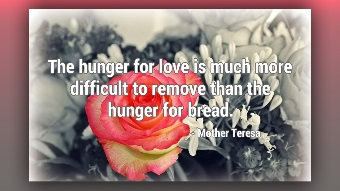 The hunger for love is much more
difficult to remove than the
hunger for bread.
- Mother Teresa